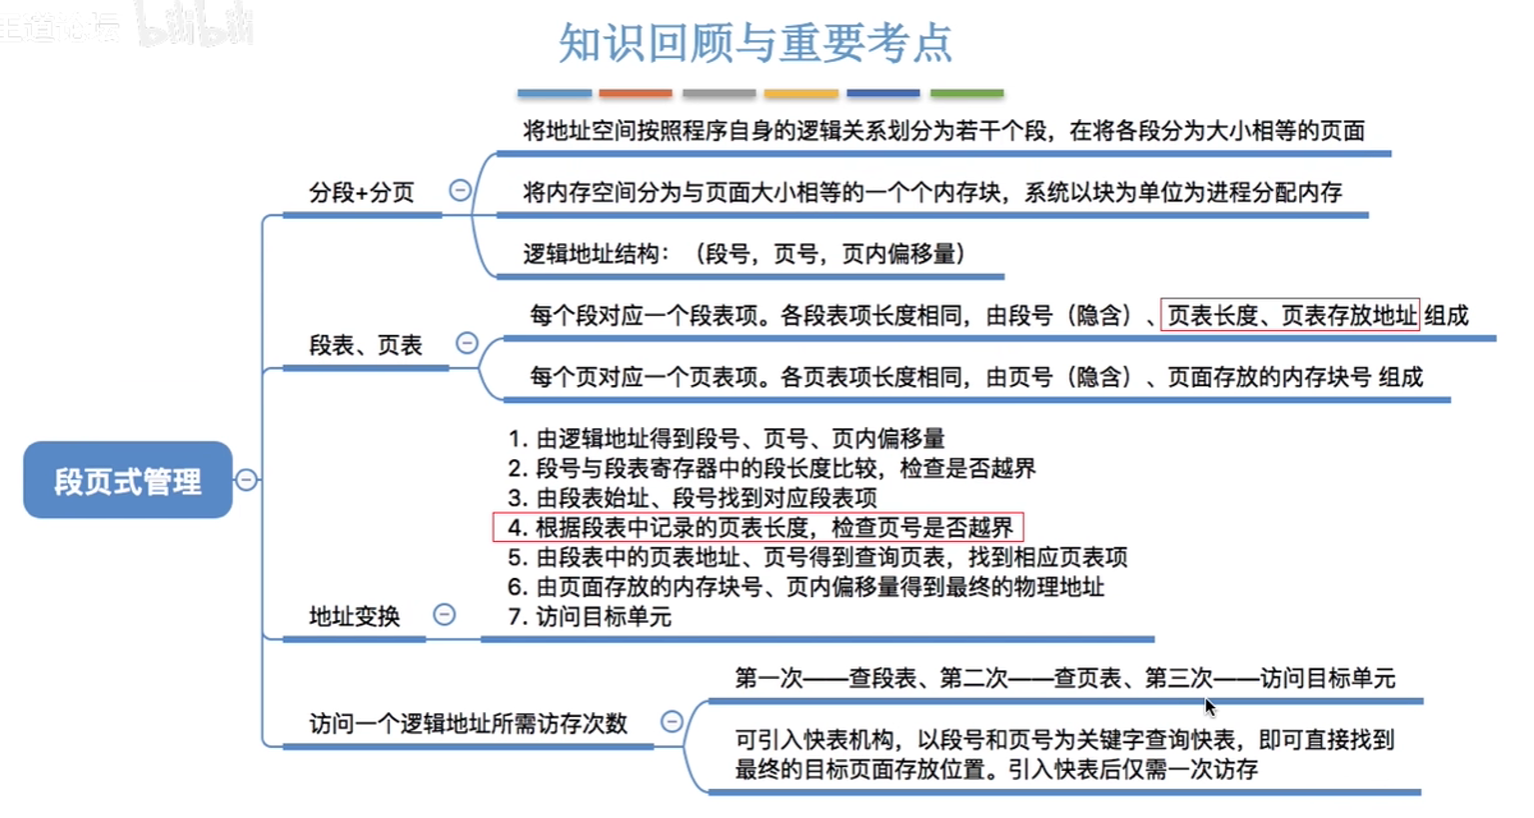 王道论坛 bilibili
知识回顾与重要考点
将地址空间按照程序自身的逻辑关系划分为若干个段，在将各段分为大小相等的页面
分段+分页
将内存空间分为与页面大小相等的一个个内存块，系统以块为单位为进程分配内存
逻辑地址结构：（段号，页号，页内偏移量）
每个段对应一个段表项。各段表项长度相同，由段号（隐含）、页表长度、页表存放地址 组成
段表、页表
每个页对应一个页表项。各页表项长度相同，由页号（隐含）、页面存放的内存块号 组成
段页式管理
1. 由逻辑地址得到段号、页号、页内偏移量
2. 段号与段表寄存器中的段长度比较，检查是否越界
3. 由段表始址、段号找到对应段表项
4. 根据段表中记录的页表长度，检查页号是否越界
5. 由段表中的页表地址、页号得到查询页表，找到相应页表项
6. 由页面存放的内存块号、页内偏移量得到最终的物理地址
7. 访问目标单元
地址变换
第一次——查段表、第二次——查页表、第三次——访问目标单元
访问一个逻辑地址所需访存次数
可引入快表机构，以段号和页号为关键字查询快表，即可直接找到
最终的目标页面存放位置。引入快表后仅需一次访存